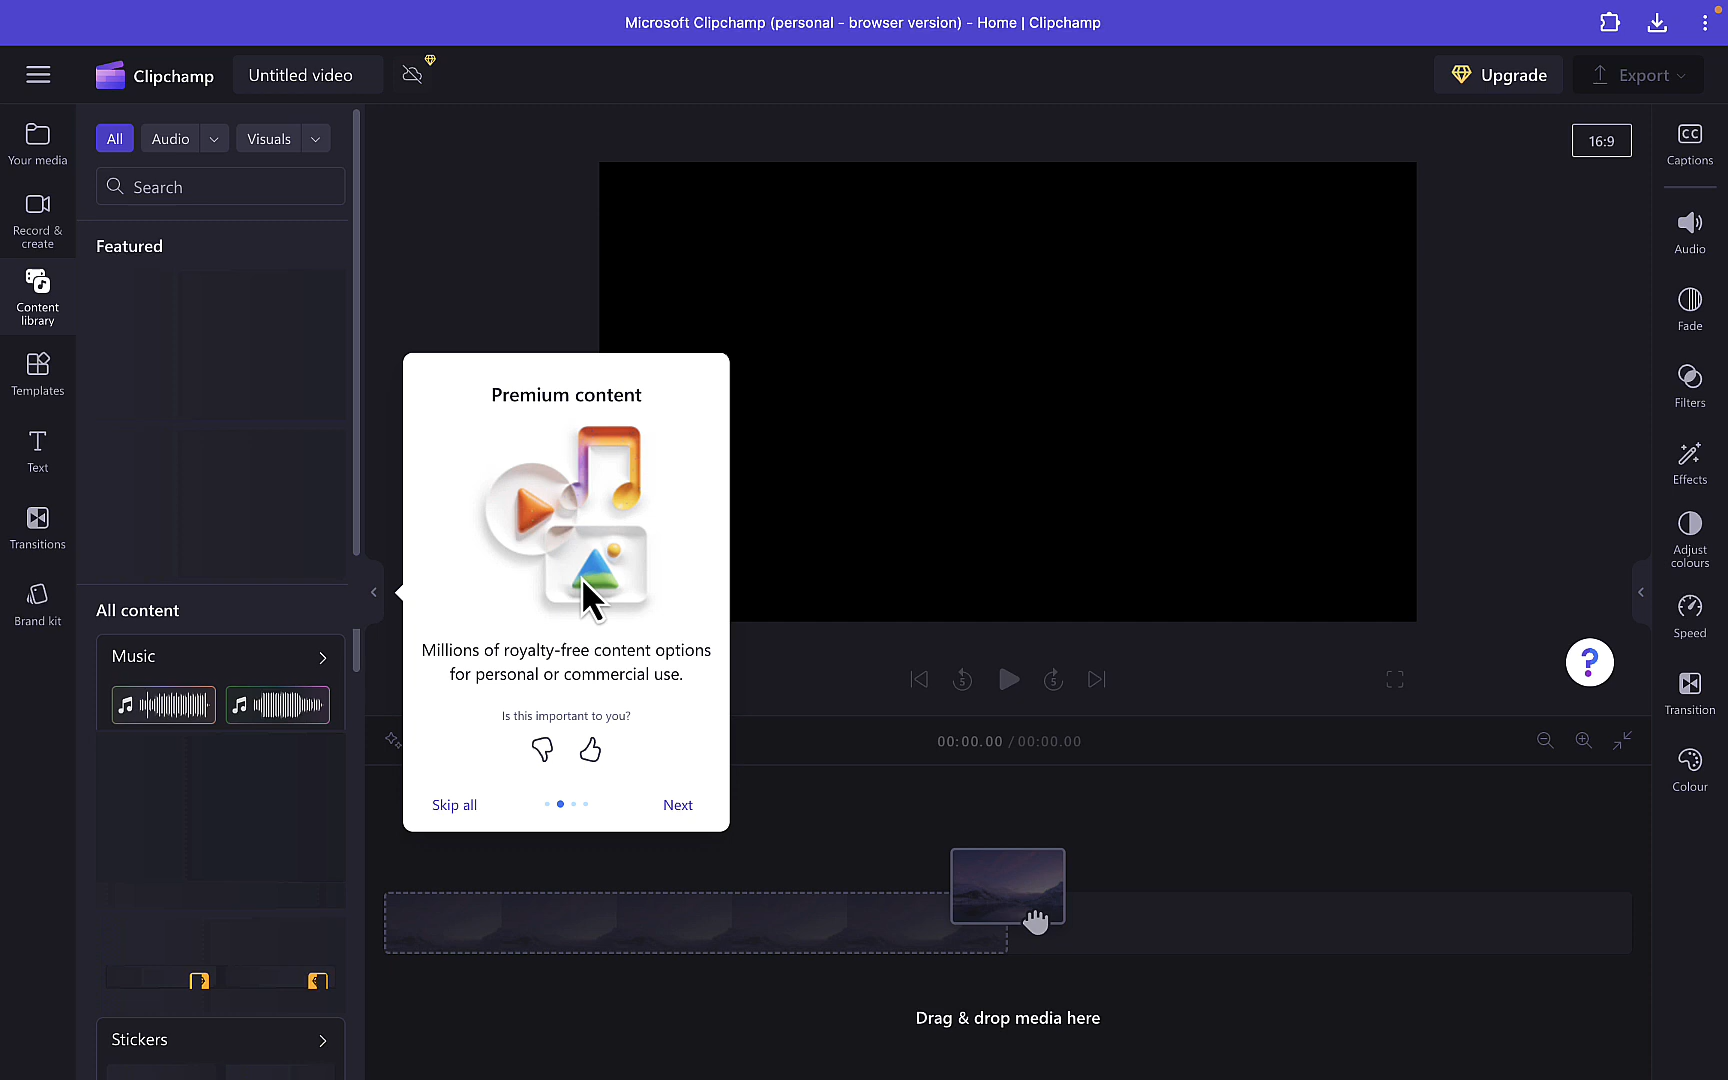 Microsoft Clipchamp (personal - browser version) - Home | Clipchamp
Clipchamp
Untitled video
Upgrade
Export
Your media
Record &
create
Content
library
Templates
Text
Transitions
Brand kit
All
Audio
Visuals
Search
Featured
All content
Music
Stickers
16:9
Premium content
Millions of royalty-free content options
for personal or commercial use.
Is this important to you?
Skip all
Next
5
5
00:00.00 / 00:00.00
Drag & drop media here
?
CC
Captions
Audio
Fade
Filters
Effects
Adjust
colours
Speed
Transition
Colour